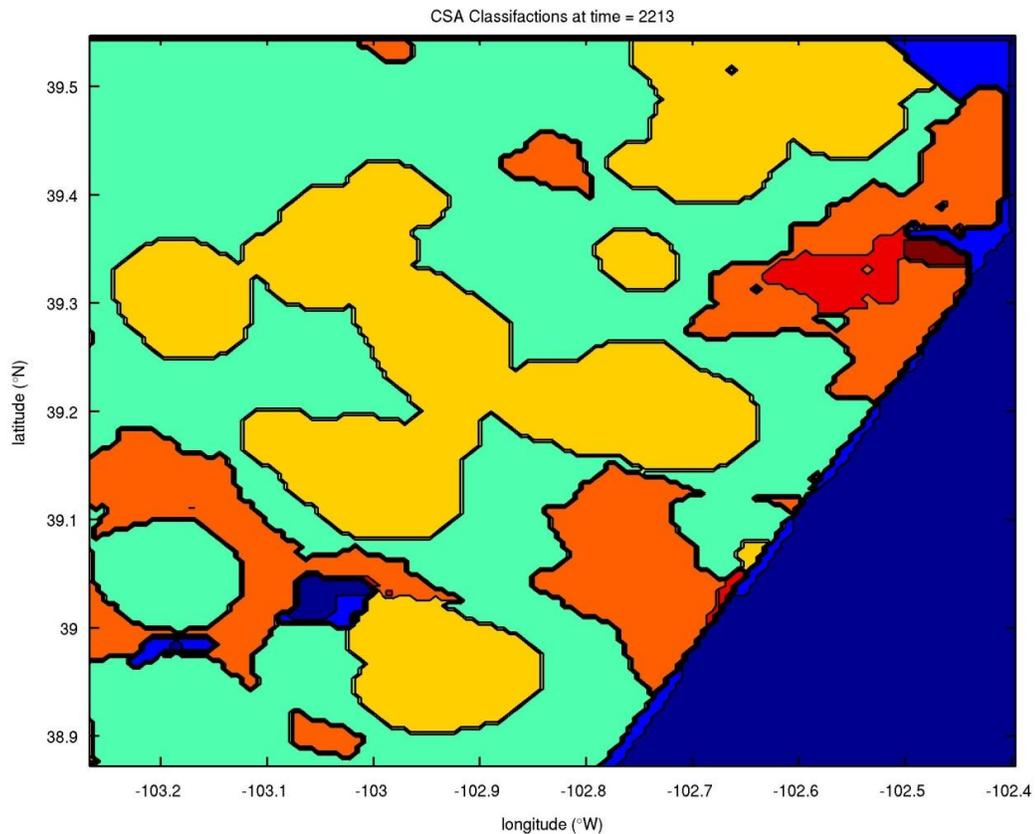 CSA Classifactions at time = 2213
39.5
39.4
39.3
39.2
39.1
39
38.9
latitude (°N)
-103.2 -103.1 -103 -102.9 -102.8 -102.7 -102.6 -102.5 -102.4
longitude (°W)